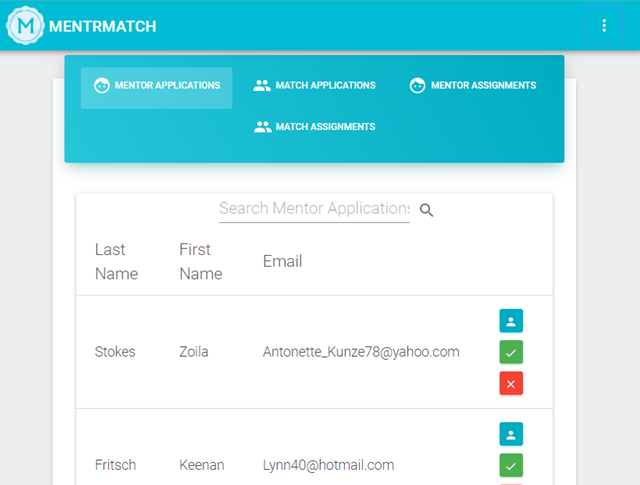 M MENTRMATCH
MENTOR APPLICATIONS MATCH APPLICATIONS MENTOR ASSIGNMENTS
MATCH ASSIGNMENTS
Search Mentor Applications
Last Name First Name Email
Stokes Zoila Antonette_Kunze78@yahoo.com
Fritsch Keenan Lynn40@hotmail.com